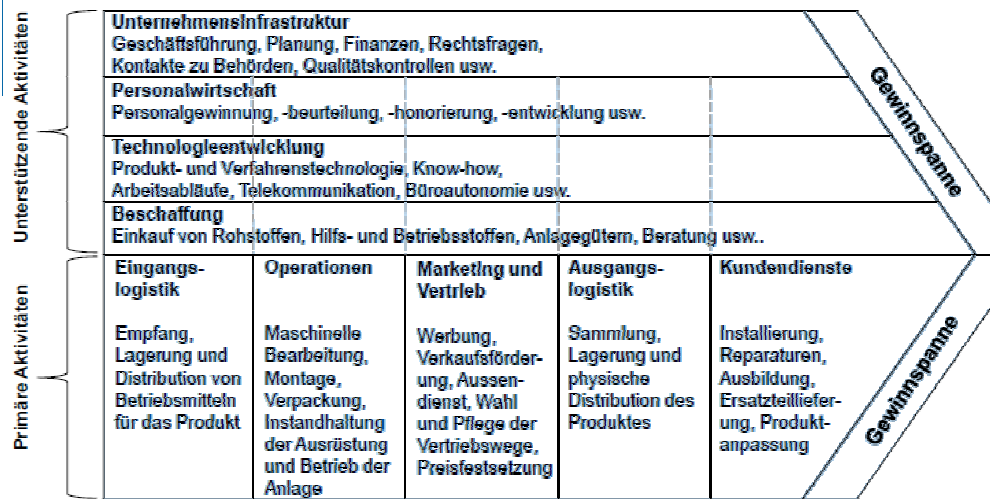 Unterstützende Aktivitäten
Unternehmensinfrastruktur
Geschäftsführung, Planung, Finanzen, Rechtsfragen,
Kontakte zu Behörden, Qualitätskontrollen usw.
Personalwirtschaft
Personalgewinnung, -beurteilung, -honorierung, -entwicklung usw.
Technologieentwicklung
Produkt- und Verfahrenstechnologie, Know-how,
Arbeitsabläufe, Telekommunikation, Büroautonomie usw.
Beschaffung
Einkauf von Rohstoffen, Hilfs- und Betriebsstoffen, Anlagegütern, Beratung usw..
Gewinnspanne
Primäre Aktivitäten
Eingangs-
logistik
Empfang,
Lagerung und
Distribution von
Betriebsmitteln
für das Produkt
Operationen
Maschinelle
Bearbeitung,
Montage,
Verpackung,
Instandhaltung
der Ausrüstung
und Betrieb der
Anlage
Marketing und
Vertrieb
Werbung,
Verkaufsförder-
ung, Aussen-
dienst, Wahl
und Pflege der
Vertriebswege,
Preisfestsetzung
Ausgangs-
logistik
Sammlung,
Lagerung und
physische
Distribution des
Produktes
Kundendienste
Installierung,
Reparaturen,
Ausbildung,
Ersatzteilliefer-
ung, Produkt-
anpassung
Gewinnspanne